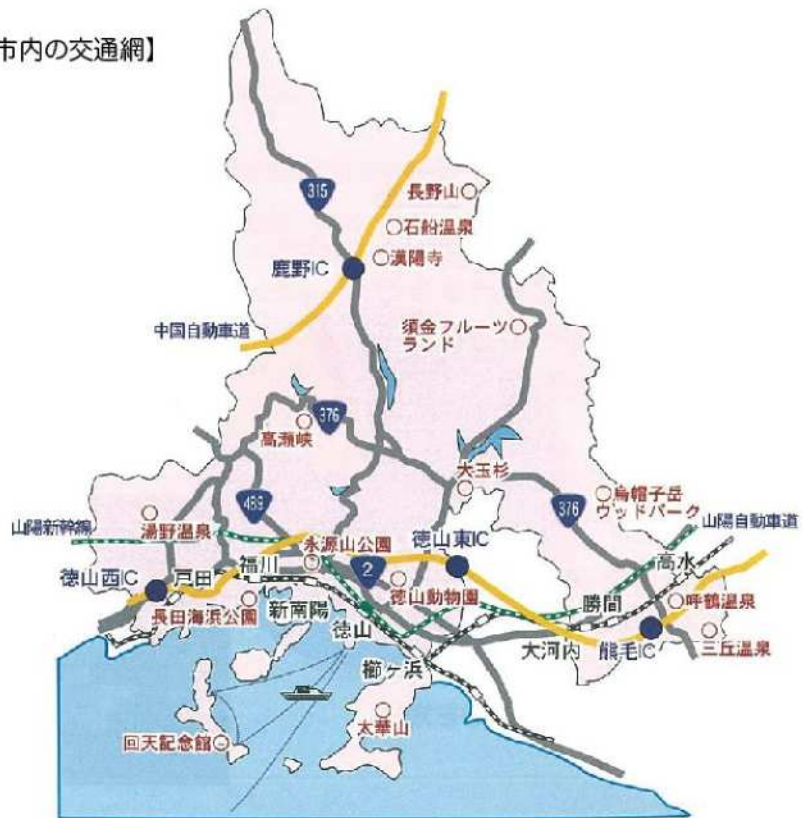 市内の交通網】
315
長野山
石船温泉
漢陽寺
鹿野IC
中国自動車道
須金フルーツ
ランド
376
高瀬峡
大玉杉
489
烏帽子岳
ウッドパーク
376
山陽新幹線
湯野温泉
永源山公園
徳山東IC
山陽自動車道
高水
徳山西IC
戸田
福川
2
徳山動物園
勝間
呼鶴温泉
長田海浜公園
新南陽
徳山
大河内
熊毛IC
三丘温泉
櫛ヶ浜
太華山
回天記念館